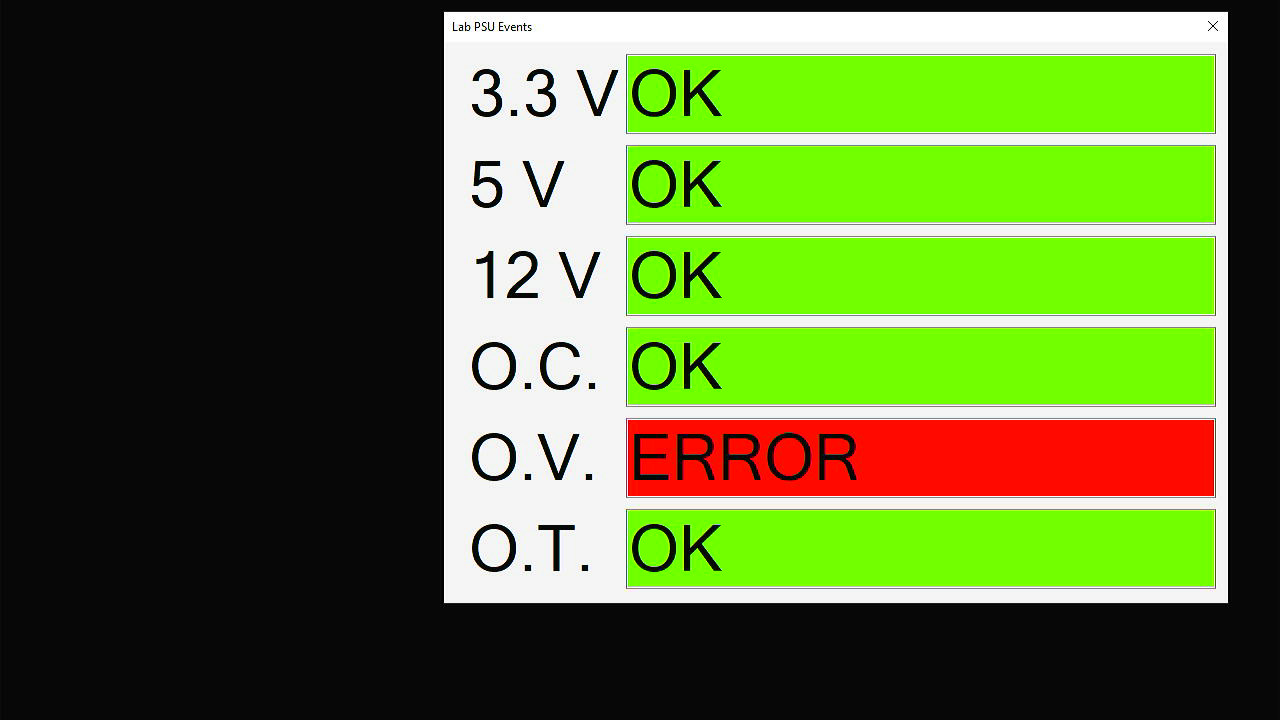 Lab PSU Events
3.3 V OK
5 V OK
12 V OK
O.C. OK
O.V. ERROR
O.T. OK